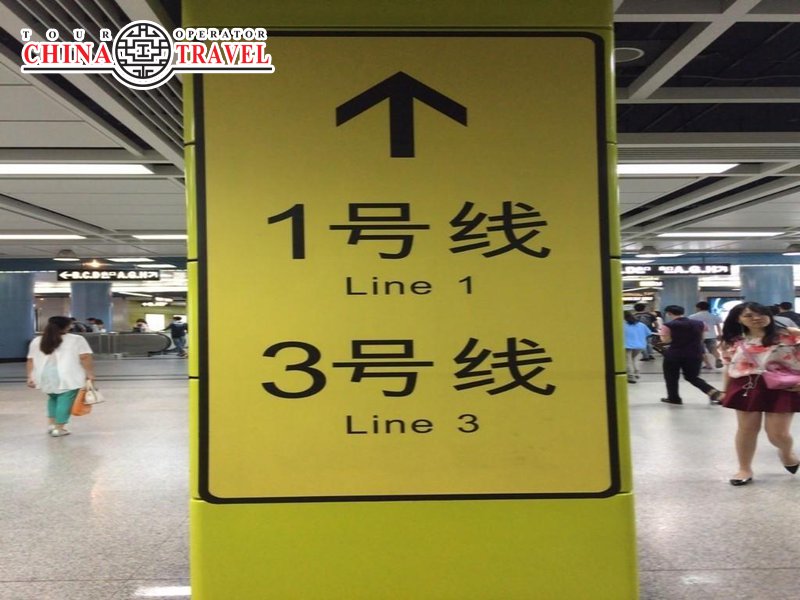 TOUR OPERATOR
CHINA TRAVEL
1号线
Line 1
3号线
Line 3